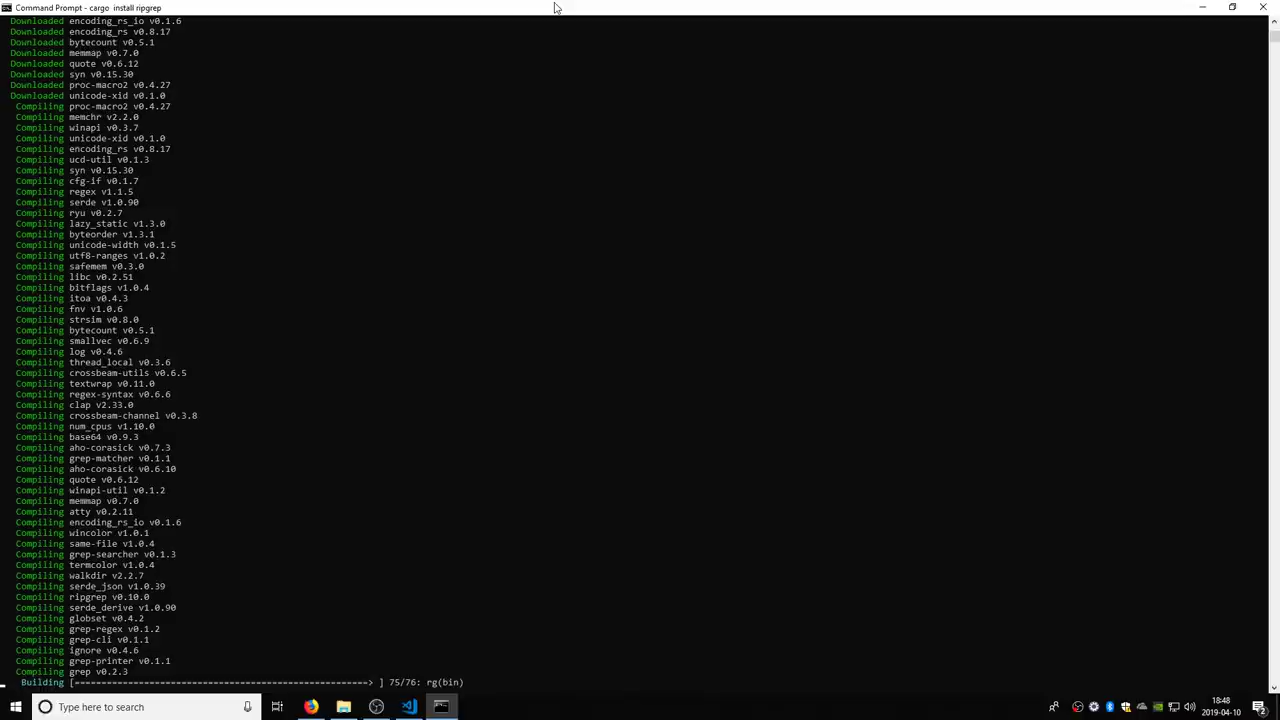 Command Prompt - cargo  install ripgrep
Downloaded encoding_rs_io v0.1.6
Downloaded encoding_rs v0.8.17
Downloaded bytecount v0.5.1
Downloaded memmap v0.7.0
Downloaded quote v0.6.12
Downloaded syn v0.15.30
Downloaded proc-macro2 v0.4.27
Downloaded unicode-xid v0.1.0
Compiling proc-macro2 v0.4.27
Compiling memchr v2.2.0
Compiling winapi v0.3.7
Compiling unicode-xid v0.1.0
Compiling encoding_rs v0.8.17
Compiling ucd-util v0.1.3
Compiling syn v0.15.30
Compiling cfg-if v0.1.7
Compiling regex v1.1.5
Compiling serde v1.0.90
Compiling ryu v0.2.7
Compiling lazy_static v1.3.0
Compiling byteorder v1.3.1
Compiling unicode-width v0.1.5
Compiling utf8-ranges v1.0.2
Compiling safemem v0.3.0
Compiling libc v0.2.51
Compiling bitflags v1.0.4
Compiling itoa v0.4.3
Compiling fnv v1.0.6
Compiling strsim v0.8.0
Compiling bytecount v0.5.1
Compiling smallvec v0.6.9
Compiling log v0.4.6
Compiling thread_local v0.3.6
Compiling crossbeam-utils v0.6.5
Compiling textwrap v0.11.0
Compiling regex-syntax v0.6.6
Compiling clap v2.33.0
Compiling crossbeam-channel v0.3.8
Compiling num_cpus v1.10.0
Compiling base64 v0.9.3
Compiling aho-corasick v0.7.3
Compiling grep-matcher v0.1.1
Compiling aho-corasick v0.6.10
Compiling quote v0.6.12
Compiling winapi-util v0.1.2
Compiling memmap v0.7.0
Compiling atty v0.2.11
Compiling encoding_rs_io v0.1.6
Compiling wincolor v1.0.1
Compiling same-file v1.0.4
Compiling grep-searcher v0.1.3
Compiling termcolor v1.0.4
Compiling walkdir v2.2.7
Compiling serde_json v1.0.39
Compiling ripgrep v0.10.0
Compiling serde_derive v1.0.90
Compiling globset v0.4.2
Compiling grep-regex v0.1.2
Compiling grep-cli v0.1.1
Compiling ignore v0.4.6
Compiling grep-printer v0.1.1
Compiling grep v0.2.3
Building [=======================================================> ] 75/76: rg(bin)
Type here to search
18:48
2019-04-10
2